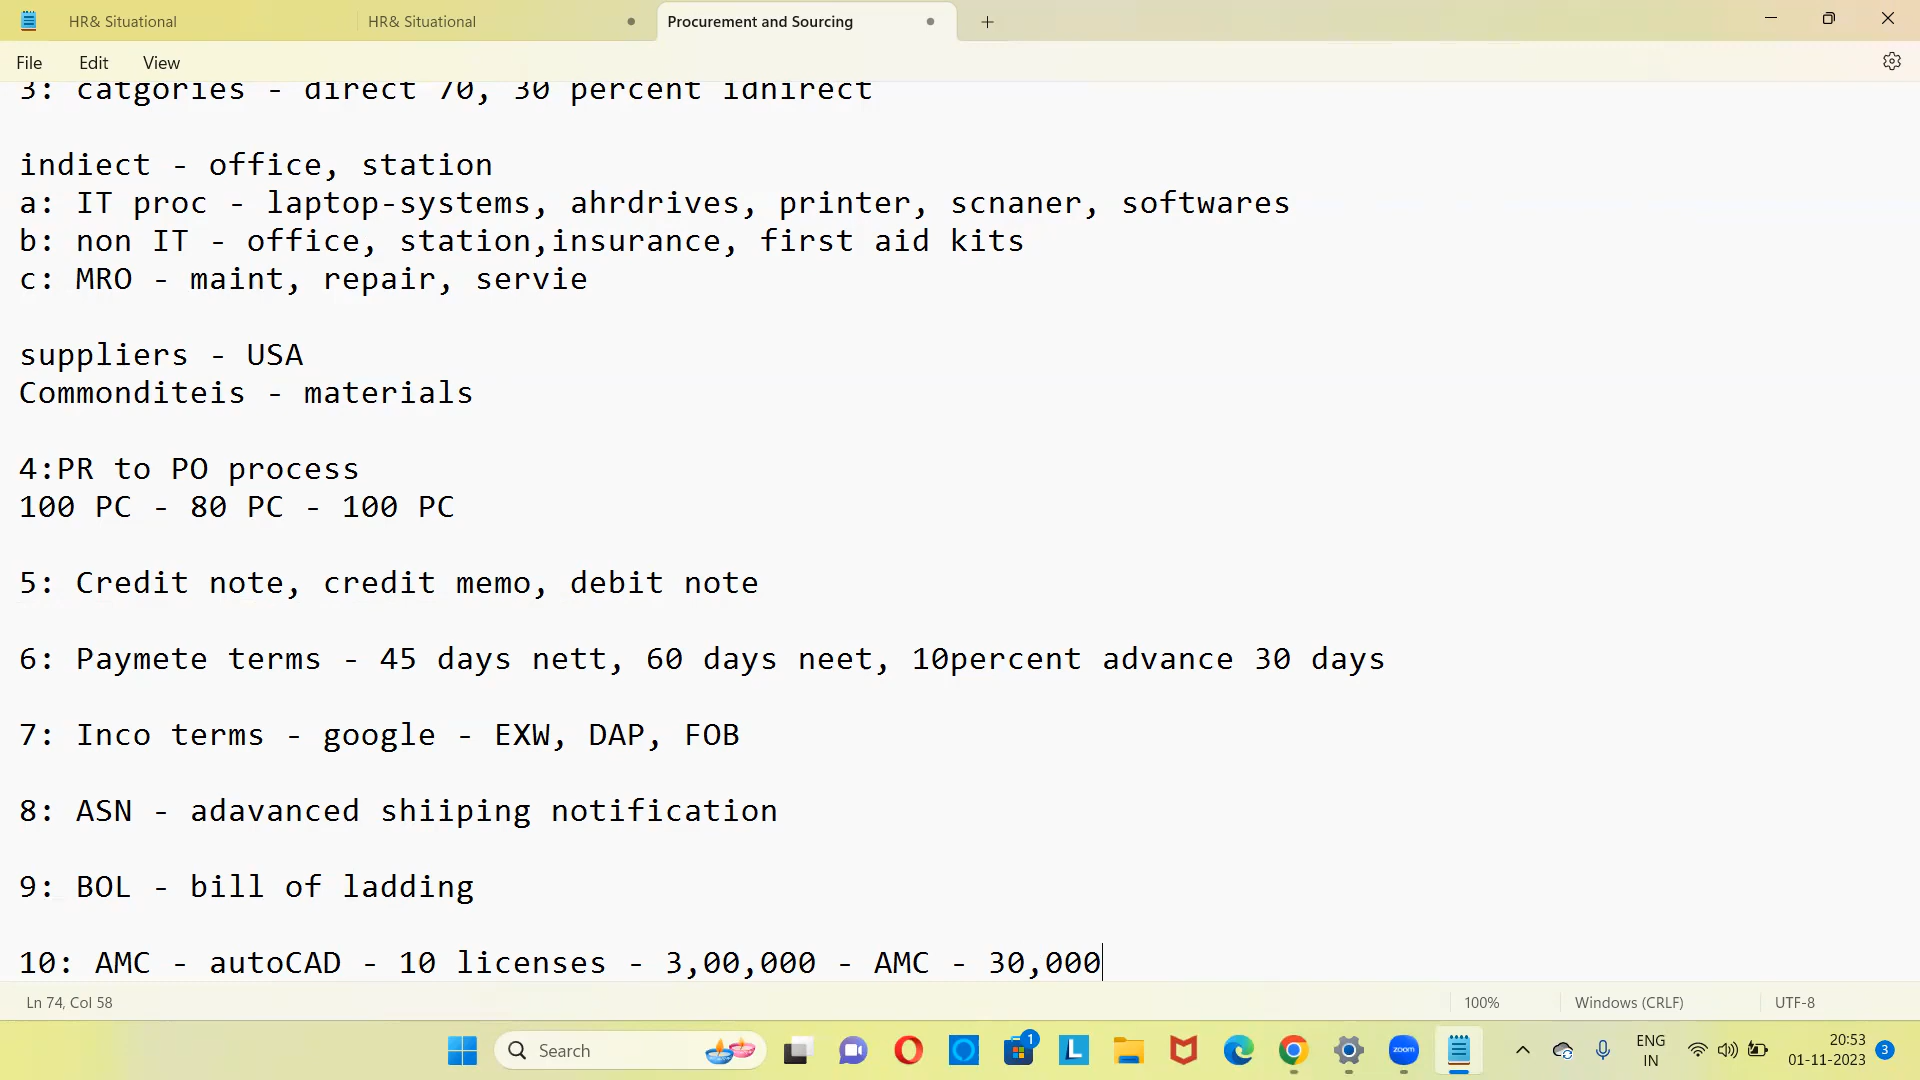 HR& Situational
HR& Situational
Procurement and Sourcing
File Edit View
3: catgories - direct 70, 30 percent idnirect
indiect - office, station
a: IT proc - laptop-systems, ahrdrives, printer, scnaner, softwares
b: non IT - office, station,insurance, first aid kits
c: MRO - maint, repair, servie
suppliers - USA
Commonditeis - materials
4:PR to PO process
100 PC - 80 PC - 100 PC
5: Credit note, credit memo, debit note
6: Paymete terms - 45 days nett, 60 days neet, 10percent advance 30 days
7: Inco terms - google - EXW, DAP, FOB
8: ASN - adavanced shiiping notification
9: BOL - bill of ladding
10: AMC - autoCAD - 10 licenses - 3,00,000 - AMC - 30,000
Ln 74, Col 58 100% Windows (CRLF) UTF-8
Search
1
L
zoom
ENG
IN
20:53
01-11-2023
3